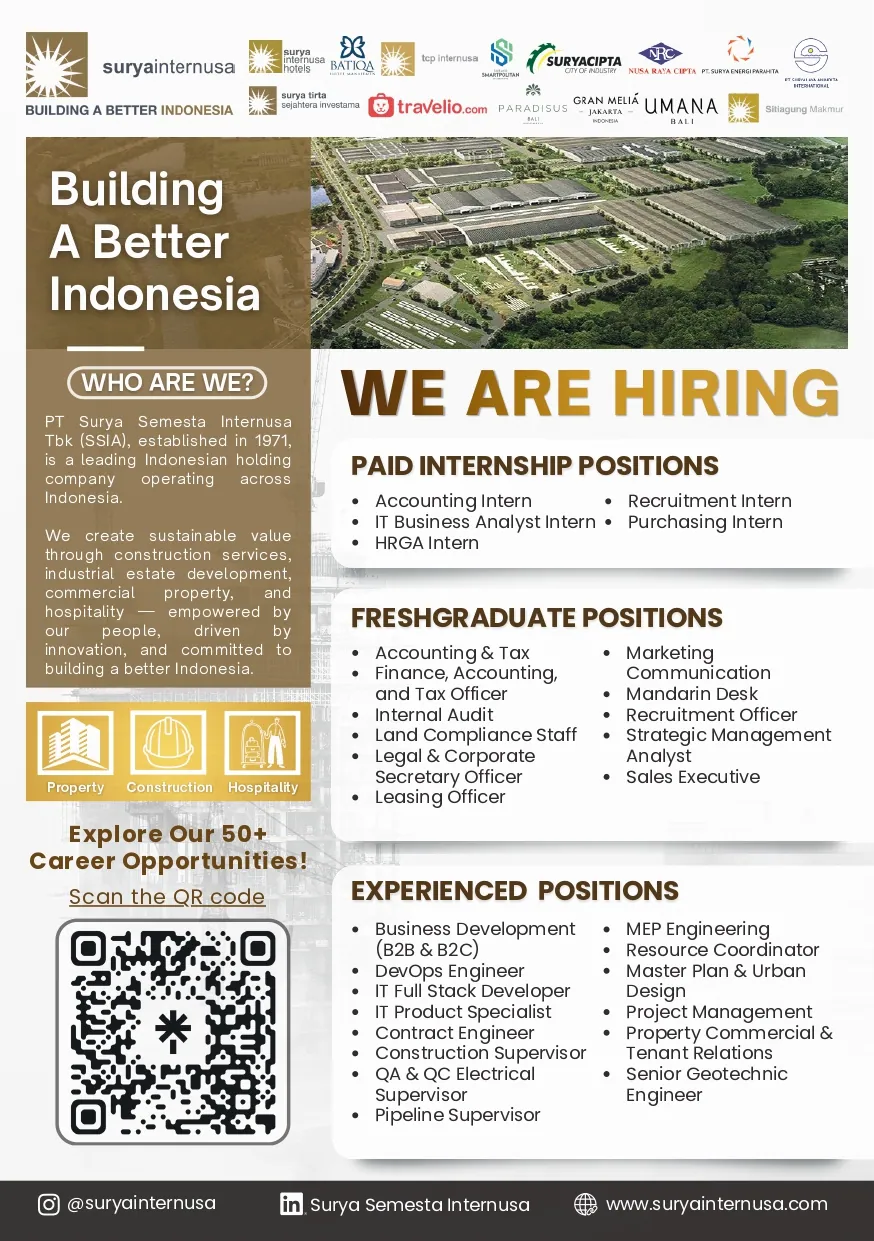 suryainternusa
BUILDING A BETTER INDONESIA
surya
internusa
hotels
BATIQA
HOTEL MANAGEMENT
tcp internusa
SUBANG
SMARTPOLITAN
SURYACIPTA
CITY OF INDUSTRY
NRC
NUSA RAYA CIPTA
PT. SURYA ENERGI PARAHITA
INTERNATIONAL
surya tirta
sejahtera investama
travelio.com
PARADISUS
BALI
GRAN MELIÁ
- JAKARTA -
INDONESIA
UMANA
BALI
Sitiagung Makmur
Building
A Better
Indonesia
WHO ARE WE?
PT Surya Semesta Internusa
Tbk (SSIA), established in 1971,
is a leading Indonesian holding
company operating across
Indonesia.
We create sustainable value
through construction services,
industrial estate development,
commercial property, and
hospitality — empowered by
our people, driven by
innovation, and committed to
building a better Indonesia.
Property
Construction
Hospitality
Explore Our 50+
Career Opportunities!
Scan the QR code
WE ARE HIRING
PAID INTERNSHIP POSITIONS
• Accounting Intern
• IT Business Analyst Intern
• HRGA Intern
• Recruitment Intern
• Purchasing Intern
FRESHGRADUATE POSITIONS
• Accounting & Tax
• Finance, Accounting,
and Tax Officer
• Internal Audit
• Land Compliance Staff
• Legal & Corporate
Secretary Officer
• Leasing Officer
• Marketing
Communication
• Mandarin Desk
• Recruitment Officer
• Strategic Management
Analyst
• Sales Executive
EXPERIENCED POSITIONS
• Business Development
(B2B & B2C)
• DevOps Engineer
• IT Full Stack Developer
• IT Product Specialist
• Contract Engineer
• Construction Supervisor
• QA & QC Electrical
Supervisor
• Pipeline Supervisor
• MEP Engineering
• Resource Coordinator
• Master Plan & Urban
Design
• Project Management
• Property Commercial &
Tenant Relations
• Senior Geotechnic
Engineer
@suryainternusa
Surya Semesta Internusa
www.suryainternusa.com